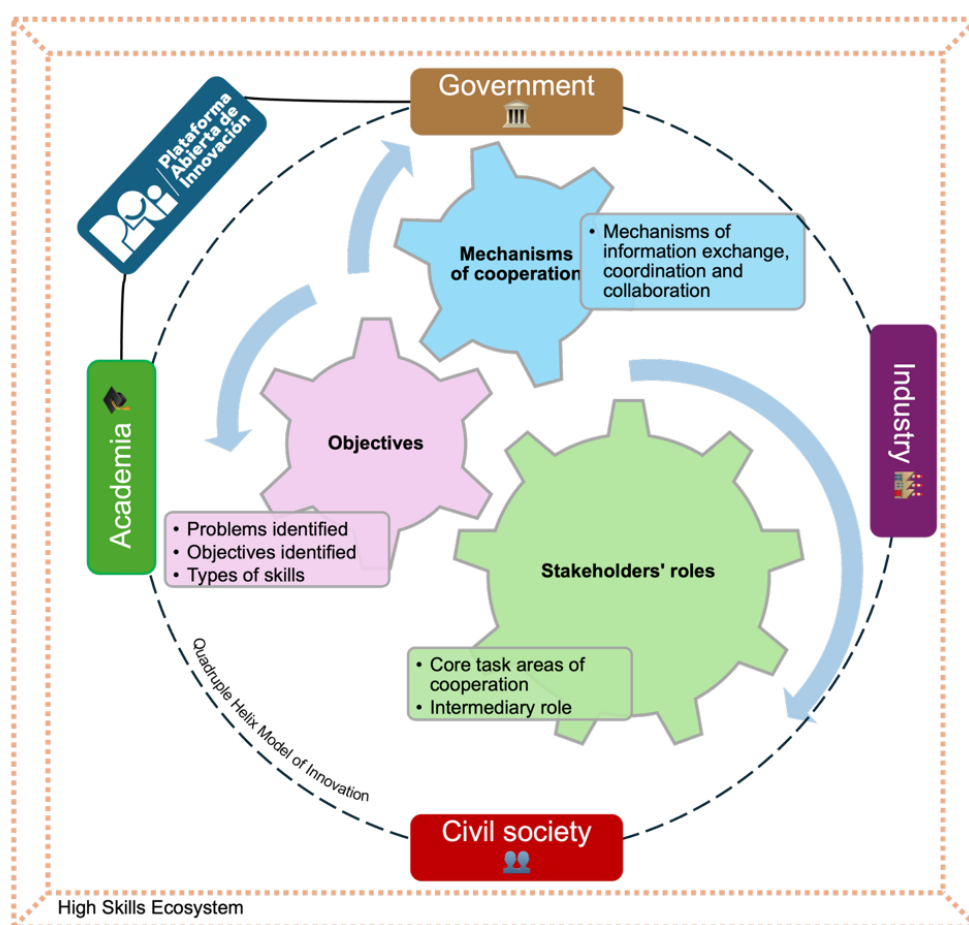 Government
Plataforma
Abierta de
Innovación
Mechanisms
of cooperation
• Mechanisms of
information exchange,
coordination and
collaboration
Industry
Academia
Objectives
• Problems identified
• Objectives identified
• Types of skills
Stakeholders' roles
• Core task areas of
cooperation
• Intermediary role
Quadruple Helix Model of Innovation
Civil society
High Skills Ecosystem